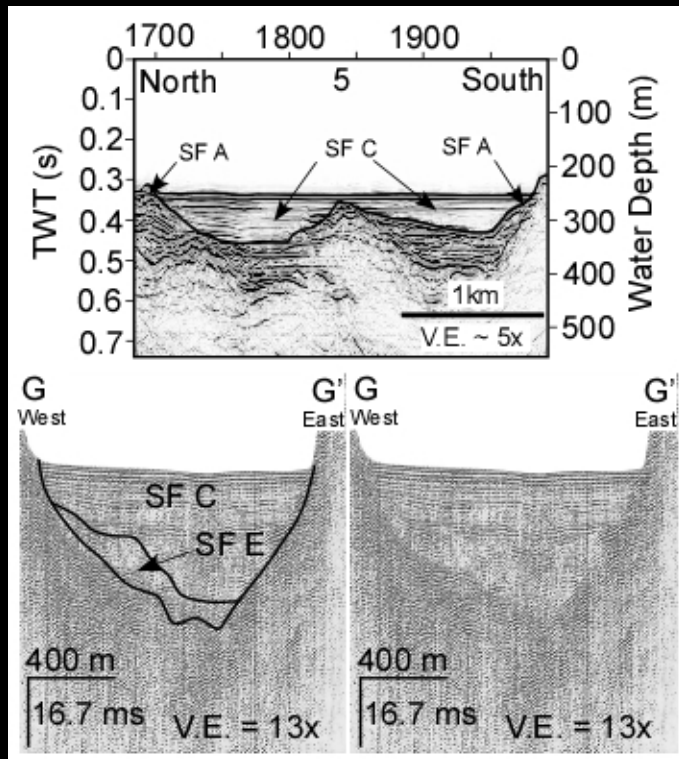 1700 1800 1900
0 North 5 South 0
0.1
0.2 100
SF A SF C SF A
0.3 200
0.4 300
0.5
0.6 400
0.7 500
TWT (s)
Water Depth (m)
1km
V.E. ~ 5x
G G'
West East
SF C
SF E
400 m
16.7 ms V.E. = 13x
G G'
West East
400 m
16.7 ms V.E. = 13x